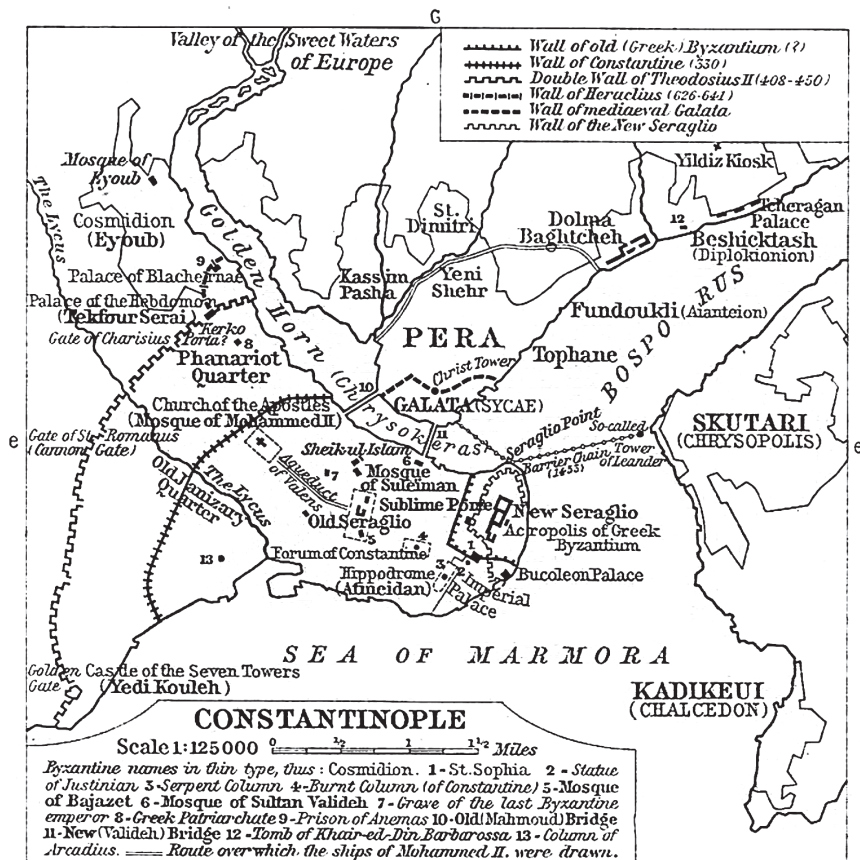 G
Valley of the Sweet Waters
of Europe
Wall of old (Greek) Byzantium (?)
Wall of Constantine (330)
Double Wall of Theodosius II (408-450)
Wall of Heraclius (626-641)
Wall of mediaeval Galata
Wall of the New Seraglio
Mosque of
Eyoub
The Lycus
Cosmidion
(Eyoub)
Golden Horn (Chrysokeras)
St.
Dimitri
Dolma
Baghtcheh
Yildiz Kiosk
12
Tcheragan
Palace
Beshicktash
(Diplokionion)
9
Palace of Blachernae
Kassim
Pasha
Yeni
Shehr
Palace of the Hebdomon
(Tekfour Serai)
Gate of Charisius
Kerko
Porta?
8
Phanariot
Quarter
PERA
Fundoukli (Aianteion)
BOSPORUS
Tophane
Christ Tower
10
GALATA (SYCAE)
Church of the Apostles
(Mosque of Mohammed II)
11
Seraglio Point
So-called
Tower
of Leander
Barrier Chain
(1453)
SKUTARI
(CHRYSOPOLIS)
e
e
Gate of St. Romanus
(Cannon Gate)
Sheikul Islam
6
Mosque
of Suleiman
7
Aqueduct
of Valens
Old Janizary
Quarter
The Lycus
Sublime Porte
New Seraglio
Old Seraglio
5
Acropolis of Greek
Byzantium
4
Forum of Constantine
1
2
13
3
Hippodrome
(Atmeidan)
Imperial
Palace
Bucoleon Palace
SEA OF MARMORA
Golden
Gate
Castle of the Seven Towers
(Yedi Kouleh)
KADIKEUI
(CHALCEDON)
CONSTANTINOPLE
Scale 1:125000 0 1/2 1 1 1/2 Miles
Byzantine names in thin type, thus: Cosmidion. 1-St. Sophia 2-Statue
of Justinian 3-Serpent Column 4-Burnt Column (of Constantine) 5-Mosque
of Bajazet 6-Mosque of Sultan Valideh 7-Grave of the last Byzantine
emperor 8-Greek Patriarchate 9-Prison of Anemas 10-Old (Mahmoud) Bridge
11-New (Valideh) Bridge 12-Tomb of Khair-ed-Din Barbarossa 13-Column of
Arcadius. Route over which the ships of Mohammed II. were drawn.